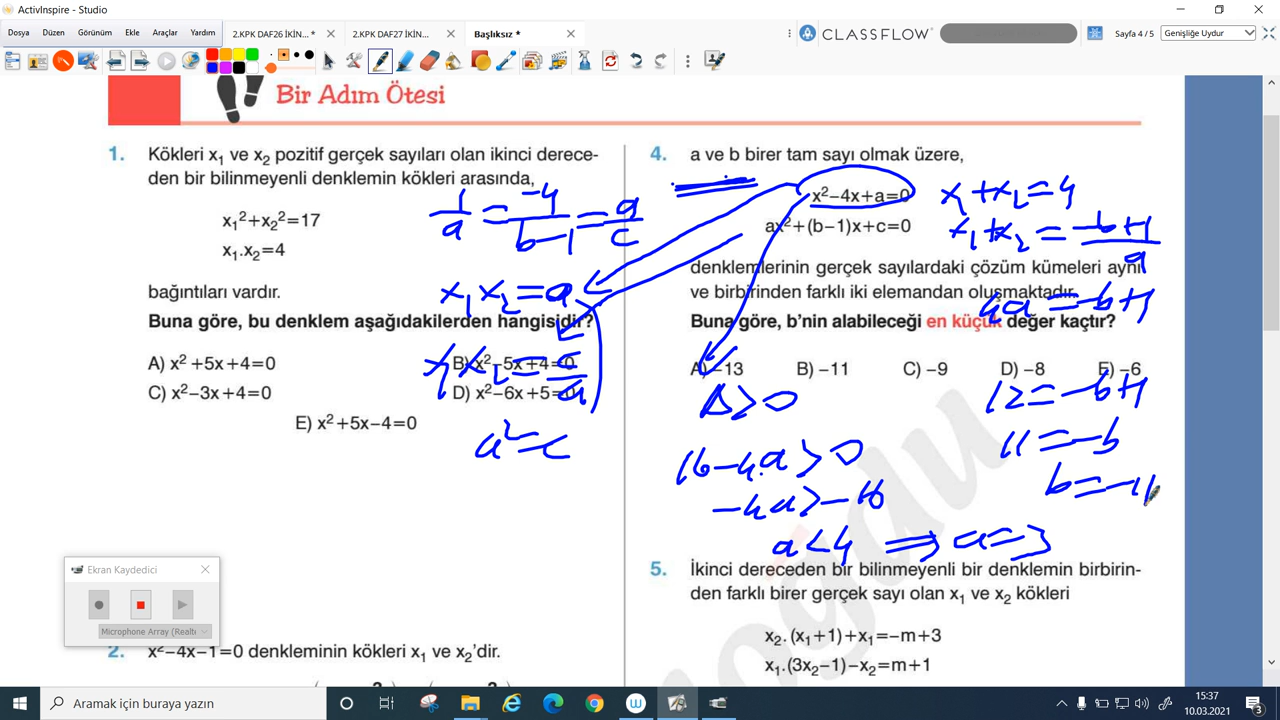 ActivInspire - Studio
Dosya Düzen Görünüm Ekle Araçlar Yardım
2.KPK DAF26 İKİN... *
2.KPK DAF27 İKİNC...
Başlıksız *
CLASSFLOW
Sayfa 4 / 5
Genişliğe Uydur
Bir Adım Ötesi
1. Kökleri x₁ ve x₂ pozitif gerçek sayıları olan ikinci derece-
den bir bilinmeyenli denklemin kökleri arasında,
x₁²+x₂²=17
x₁.x₂=4
bağıntıları vardır.
Buna göre, bu denklem aşağıdakilerden hangisidir?
A) x²+5x+4=0
B) x²-5x+4=0
C) x²-3x+4=0
D) x²-6x+5=0
E) x²+5x-4=0
1/a = -4/b-1 = a/c
x₁x₂=a
x₁x₂=c/a
a²=c
2. x²-4x-1=0 denkleminin kökleri x₁ ve x₂'dir.
4. a ve b birer tam sayı olmak üzere,
x²-4x+a=0
ax²+(b-1)x+c=0
denklemlerinin gerçek sayılardaki çözüm kümeleri aynı
ve birbirinden farklı iki elemandan oluşmaktadır.
Buna göre, b'nin alabileceği en küçük değer kaçtır?
A) -13
B) -11
C) -9
D) -8
E) -6
x₁+x₂=4
x₁+x₂=-b+1/a
4a=-b+1
12=-b+1
11=-b
b=-11
Δ>0
16-4.a>0
-4a>-16
a<4 ⇒ a=3
5. İkinci dereceden bir bilinmeyenli bir denklemin birbirin-
den farklı birer gerçek sayı olan x₁ ve x₂ kökleri
x₂.(x₁+1)+x₁=-m+3
x₁.(3x₂-1)-x₂=m+1
Ekran Kaydedici
Microphone Array (Realt
Aramak için buraya yazın
15:37
10.03.2021
3